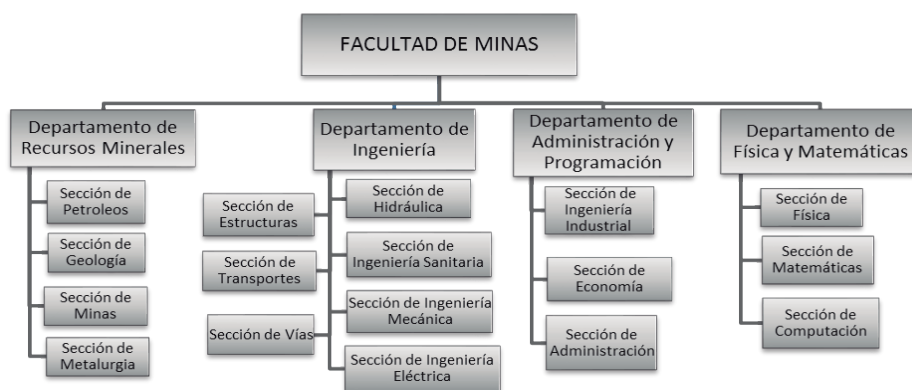 FACULTAD DE MINAS
Departamento de
Recursos Minerales
Sección de
Petroleos
Sección de
Geología
Sección de
Minas
Sección de
Metalurgia
Departamento de
Ingeniería
Sección de
Estructuras
Sección de
Transportes
Sección de Vías
Sección de
Hidráulica
Sección de
Ingeniería Sanitaria
Sección de Ingeniería
Mecánica
Sección de Ingeniería
Eléctrica
Departamento de
Administración y
Programación
Sección de
Ingeniería
Industrial
Sección de
Economía
Sección de
Administración
Departamento de
Física y Matemáticas
Sección de
Física
Sección de
Matemáticas
Sección de
Computación